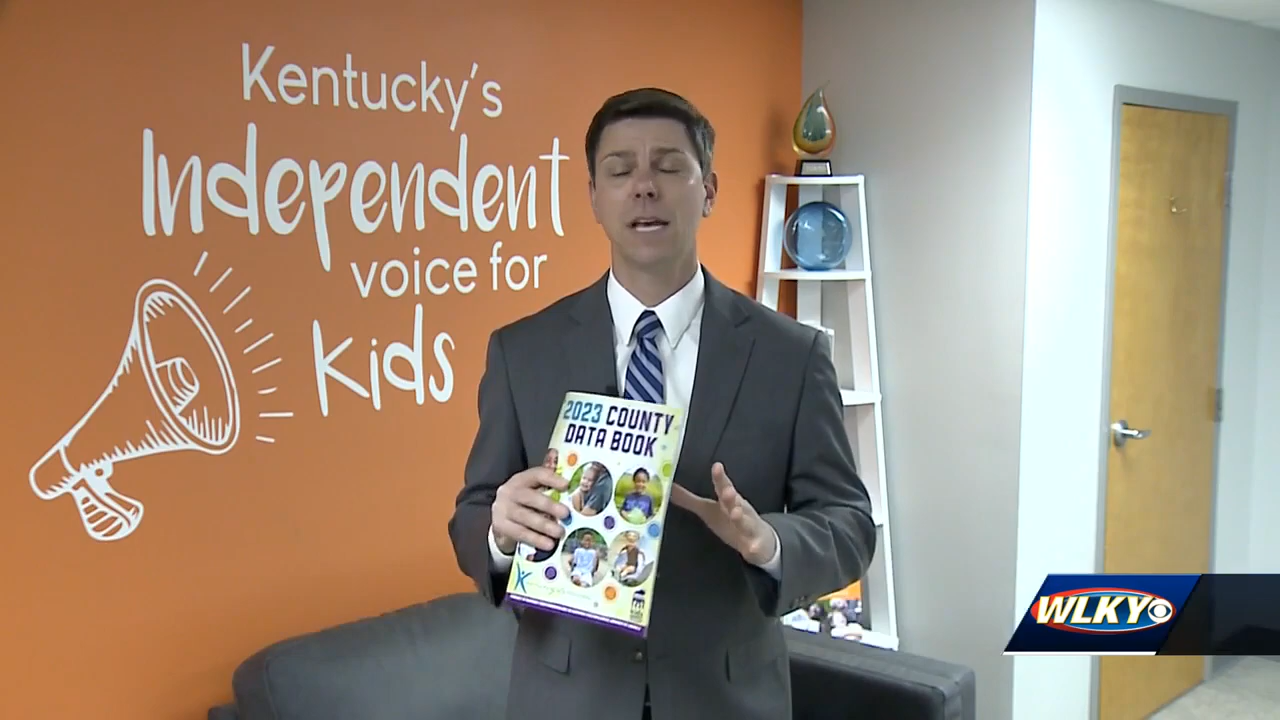 Kentucky's
Independent
voice for
kids
2023 COUNTY
DATA BOOK
WLKY